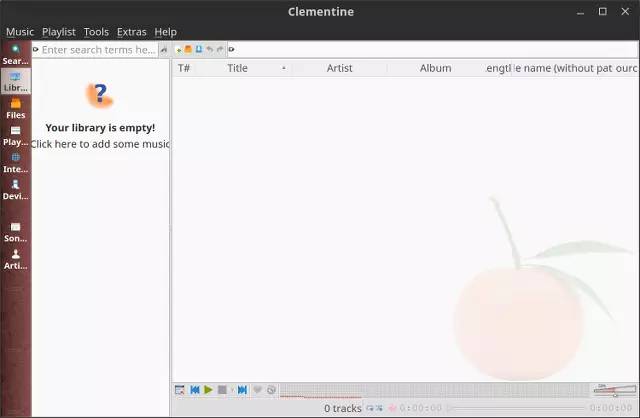 Clementine
Music Playlist Tools Extras Help
Sear...
Enter search terms he...
Libr...
T# Title Artist Album .engtl e name (without pat ourc
Files
?
Play...
Your library is empty!
Click here to add some music
Inte...
Devi...
Son...
Arti...
0 tracks 0:00:00 0:00:00